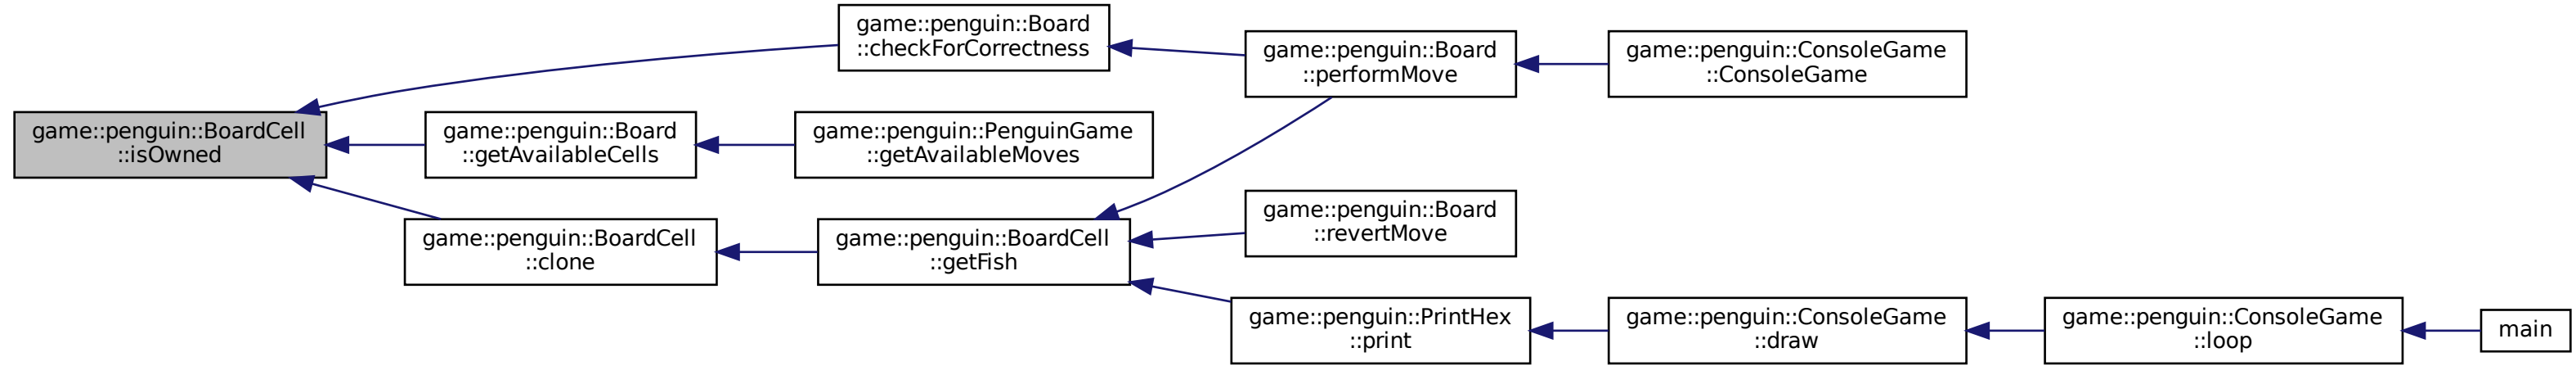 game::penguin::BoardCell
::isOwned
game::penguin::Board
::checkForCorrectness
game::penguin::Board
::performMove
game::penguin::ConsoleGame
::ConsoleGame
game::penguin::Board
::getAvailableCells
game::penguin::PenguinGame
::getAvailableMoves
game::penguin::BoardCell
::clone
game::penguin::BoardCell
::getFish
game::penguin::Board
::revertMove
game::penguin::PrintHex
::print
game::penguin::ConsoleGame
::draw
game::penguin::ConsoleGame
::loop
main